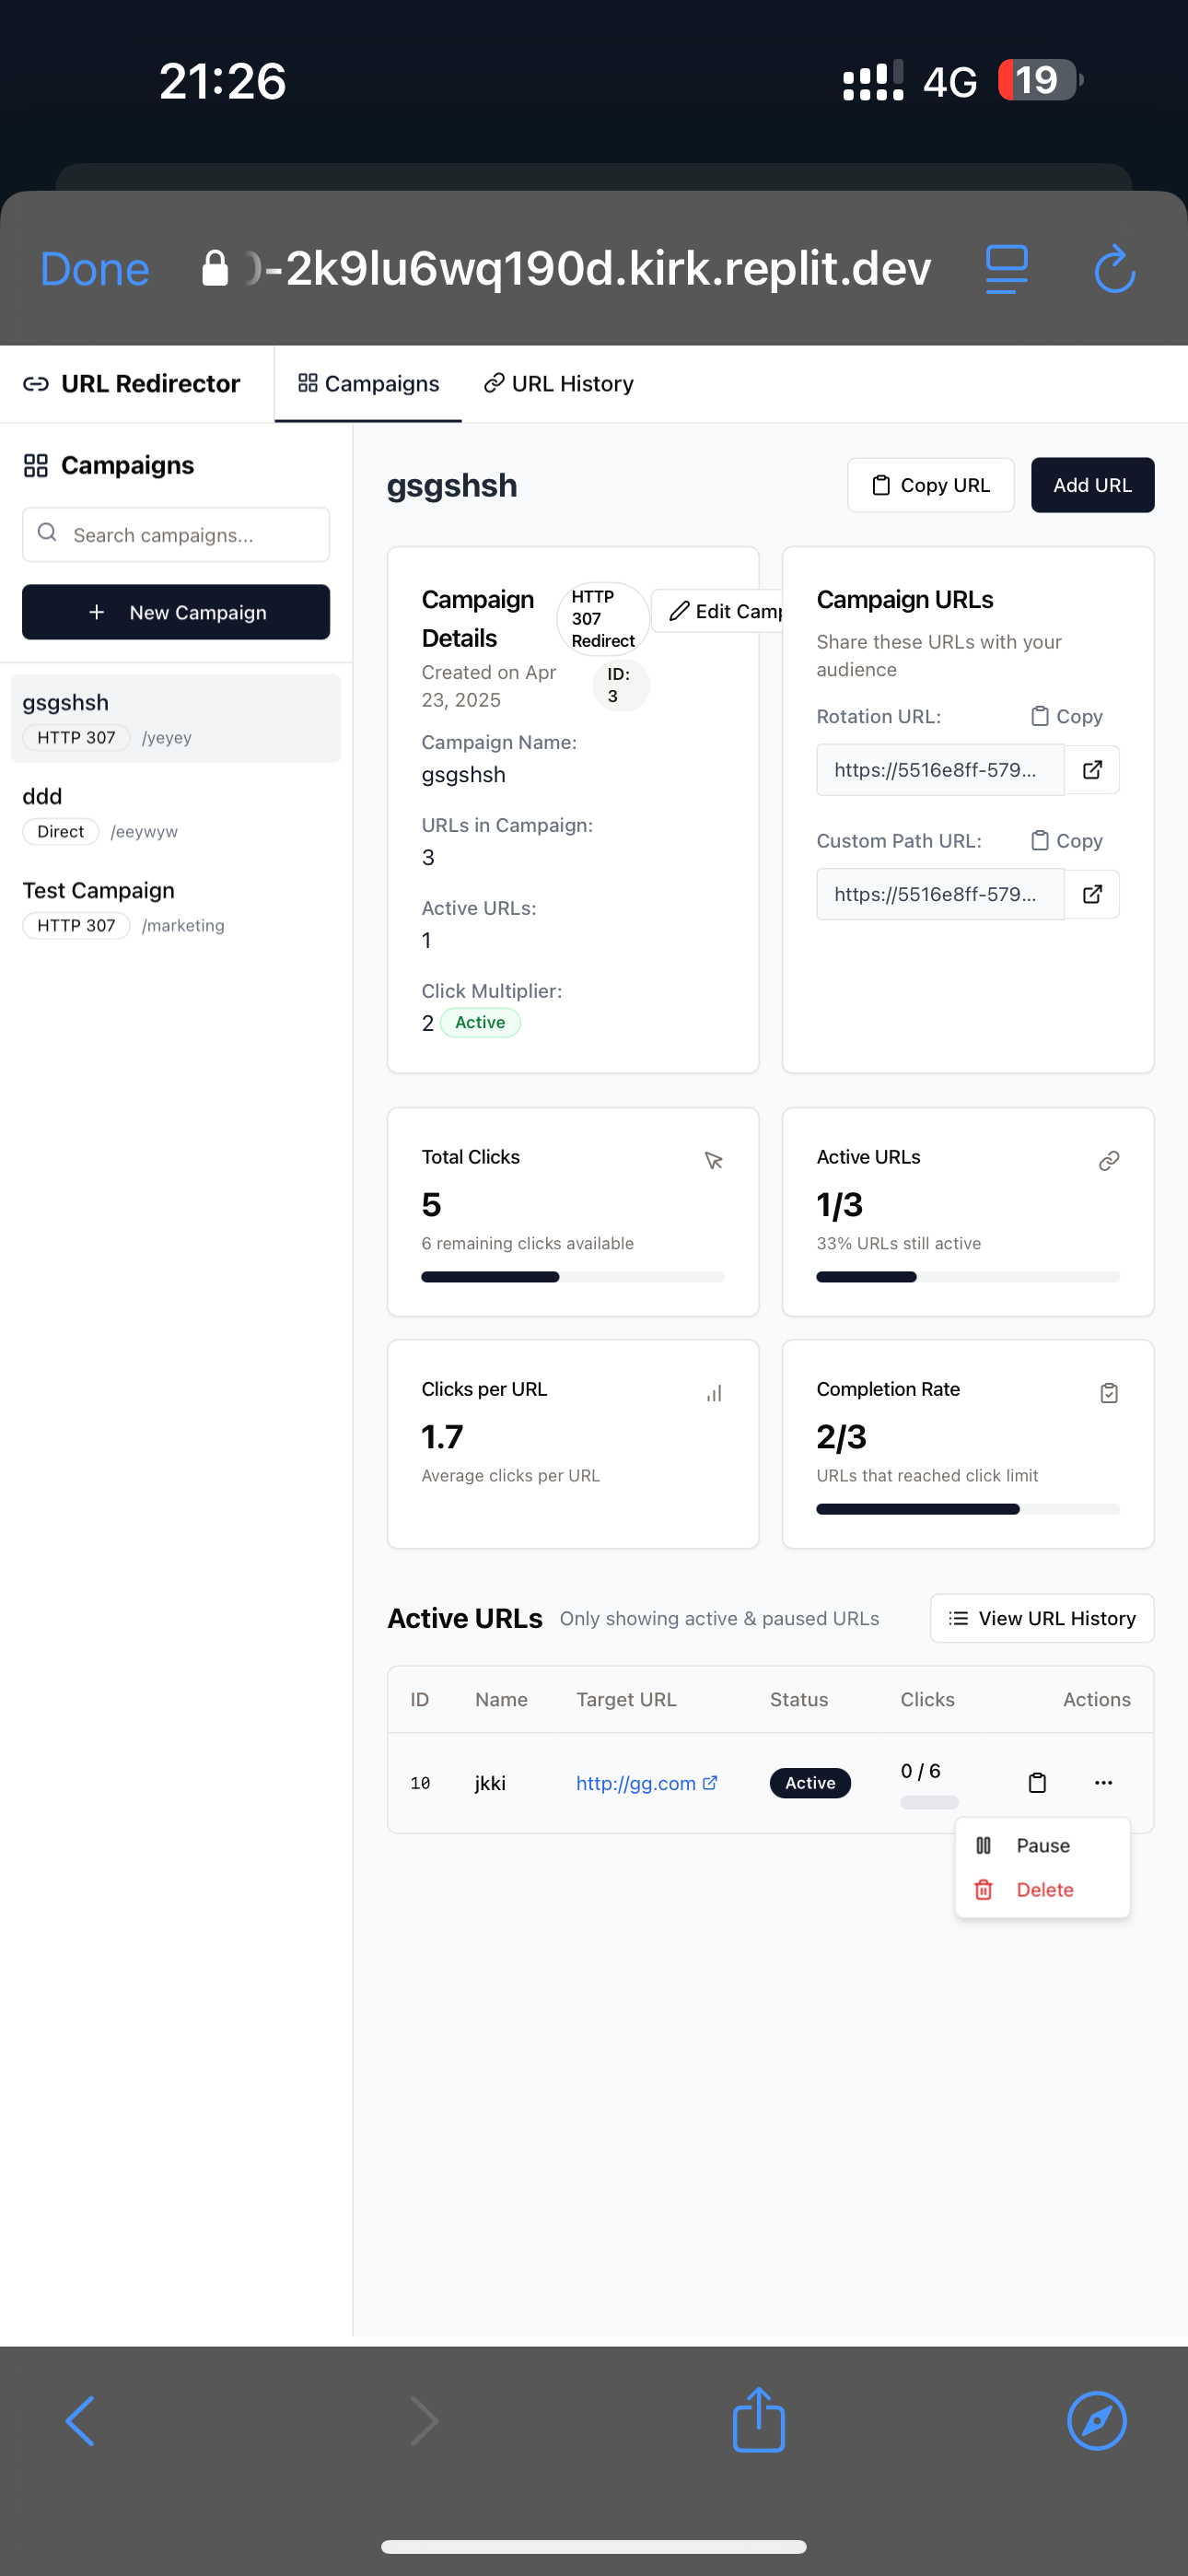 21:26
4G
19
Done
-2k9lu6wq190d.kirk.replit.dev
URL Redirector
Campaigns
URL History
Campaigns
Search campaigns...
+ New Campaign
gsgshsh
HTTP 307 /yeyey
ddd
Direct /eeywyw
Test Campaign
HTTP 307 /marketing
gsgshsh
Copy URL
Add URL
Campaign
Details
HTTP
307
Redirect
Edit Camp
Created on Apr
23, 2025
ID:
3
Campaign Name:
gsgshsh
URLs in Campaign:
3
Active URLs:
1
Click Multiplier:
2 Active
Campaign URLs
Share these URLs with your
audience
Rotation URL:
Copy
https://5516e8ff-579...
Custom Path URL:
Copy
https://5516e8ff-579...
Total Clicks
5
6 remaining clicks available
Active URLs
1/3
33% URLs still active
Clicks per URL
1.7
Average clicks per URL
Completion Rate
2/3
URLs that reached click limit
Active URLs Only showing active & paused URLs
View URL History
ID Name Target URL Status Clicks Actions
10 jkki http://gg.com Active 0 / 6 ...
Pause
Delete